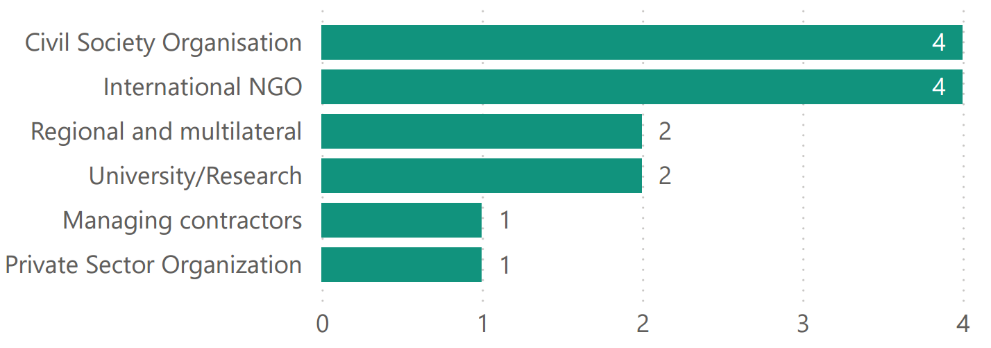 Civil Society Organisation 4
International NGO 4
Regional and multilateral 2
University/Research 2
Managing contractors 1
Private Sector Organization 1
0 1 2 3 4